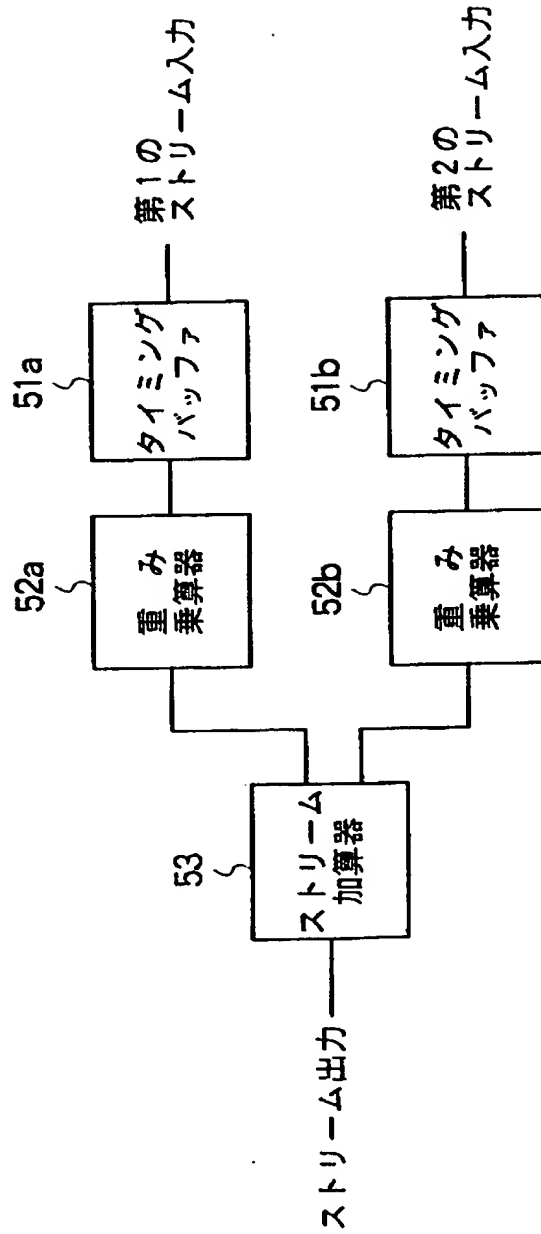 51a
タイミング
バッファ
第1の
ストリーム入力
52a
重み
乗算器
53
ストリーム
加算器
ストリーム出力
52b
重み
乗算器
51b
タイミング
バッファ
第2の
ストリーム入力